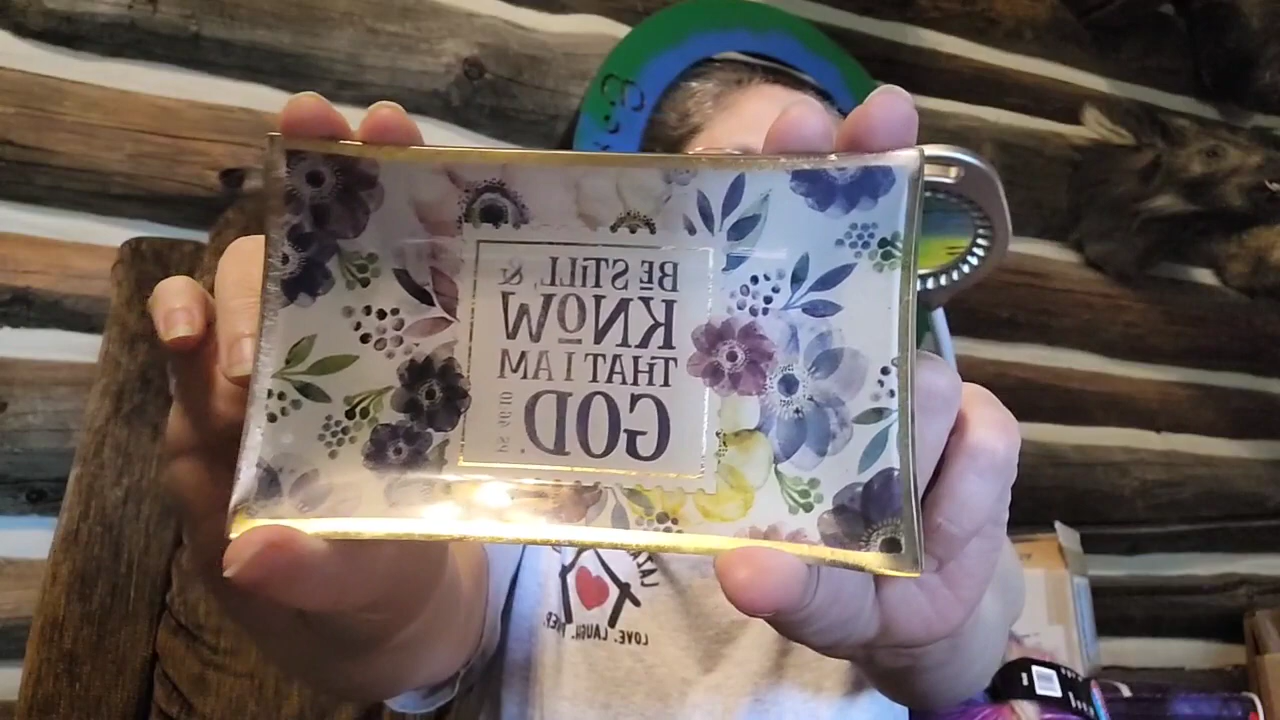 BE STILL, &
KNOW
THAT I AM
GOD.
LOVE. LAUGH.